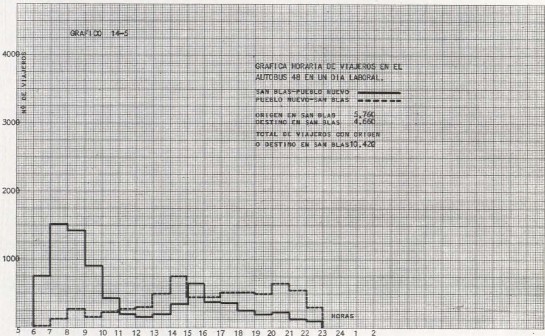 GRAFICO 14-5
GRAFICA HORARIA DE VIAJEROS EN EL
AUTOBUS 48 EN UN DIA LABORAL.
SAN BLAS-PUEBLO NUEVO
PUEBLO NUEVO-SAN BLAS
ORIGEN EN SAN BLAS 5.760
DESTINO EN SAN BLAS 4.660
TOTAL DE VIAJEROS CON ORIGEN
O DESTINO EN SAN BLAS 10.420
Nº DE VIAJEROS
4000
3000
2000
1000
HORAS
5 6 7 8 9 10 11 12 13 14 15 16 17 18 19 20 21 22 23 24 1 2